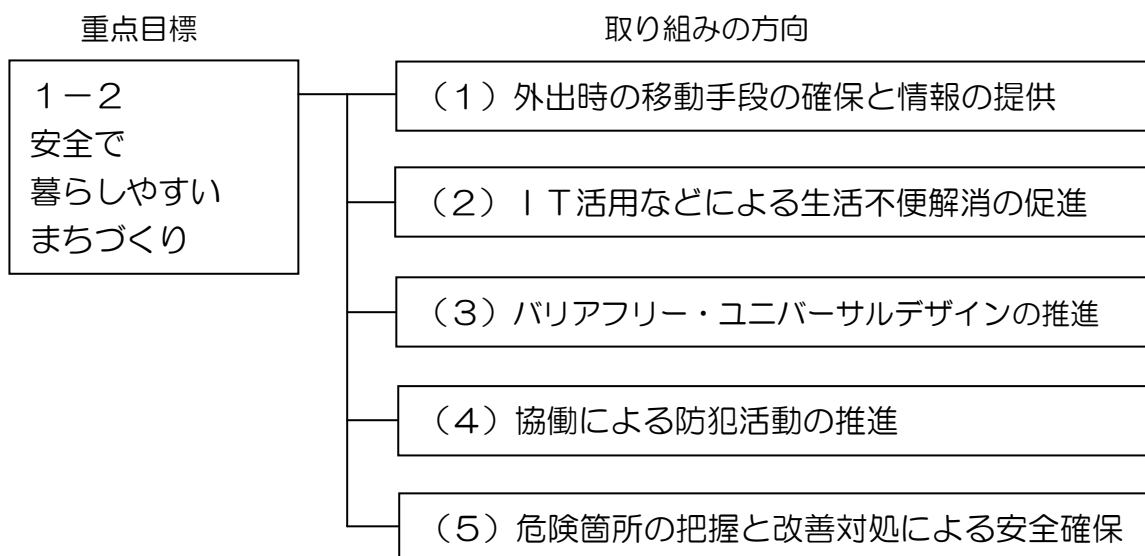 重点目標
取り組みの方向
1－2
安全で
暮らしやすい
まちづくり
（1）外出時の移動手段の確保と情報の提供
（2）ＩＴ活用などによる生活不便解消の促進
（3）バリアフリー・ユニバーサルデザインの推進
（4）協働による防犯活動の推進
（5）危険箇所の把握と改善対処による安全確保